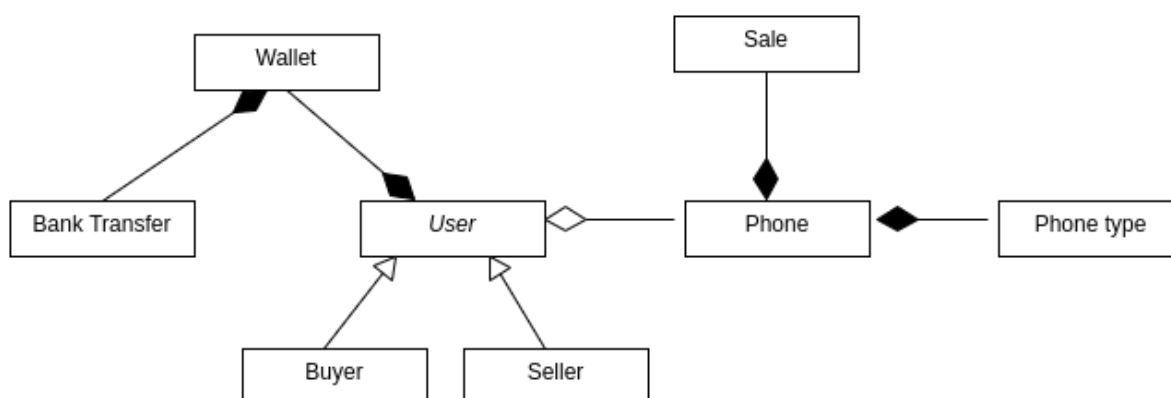 Sale
Wallet
Bank Transfer
User
Phone
Phone type
Buyer
Seller